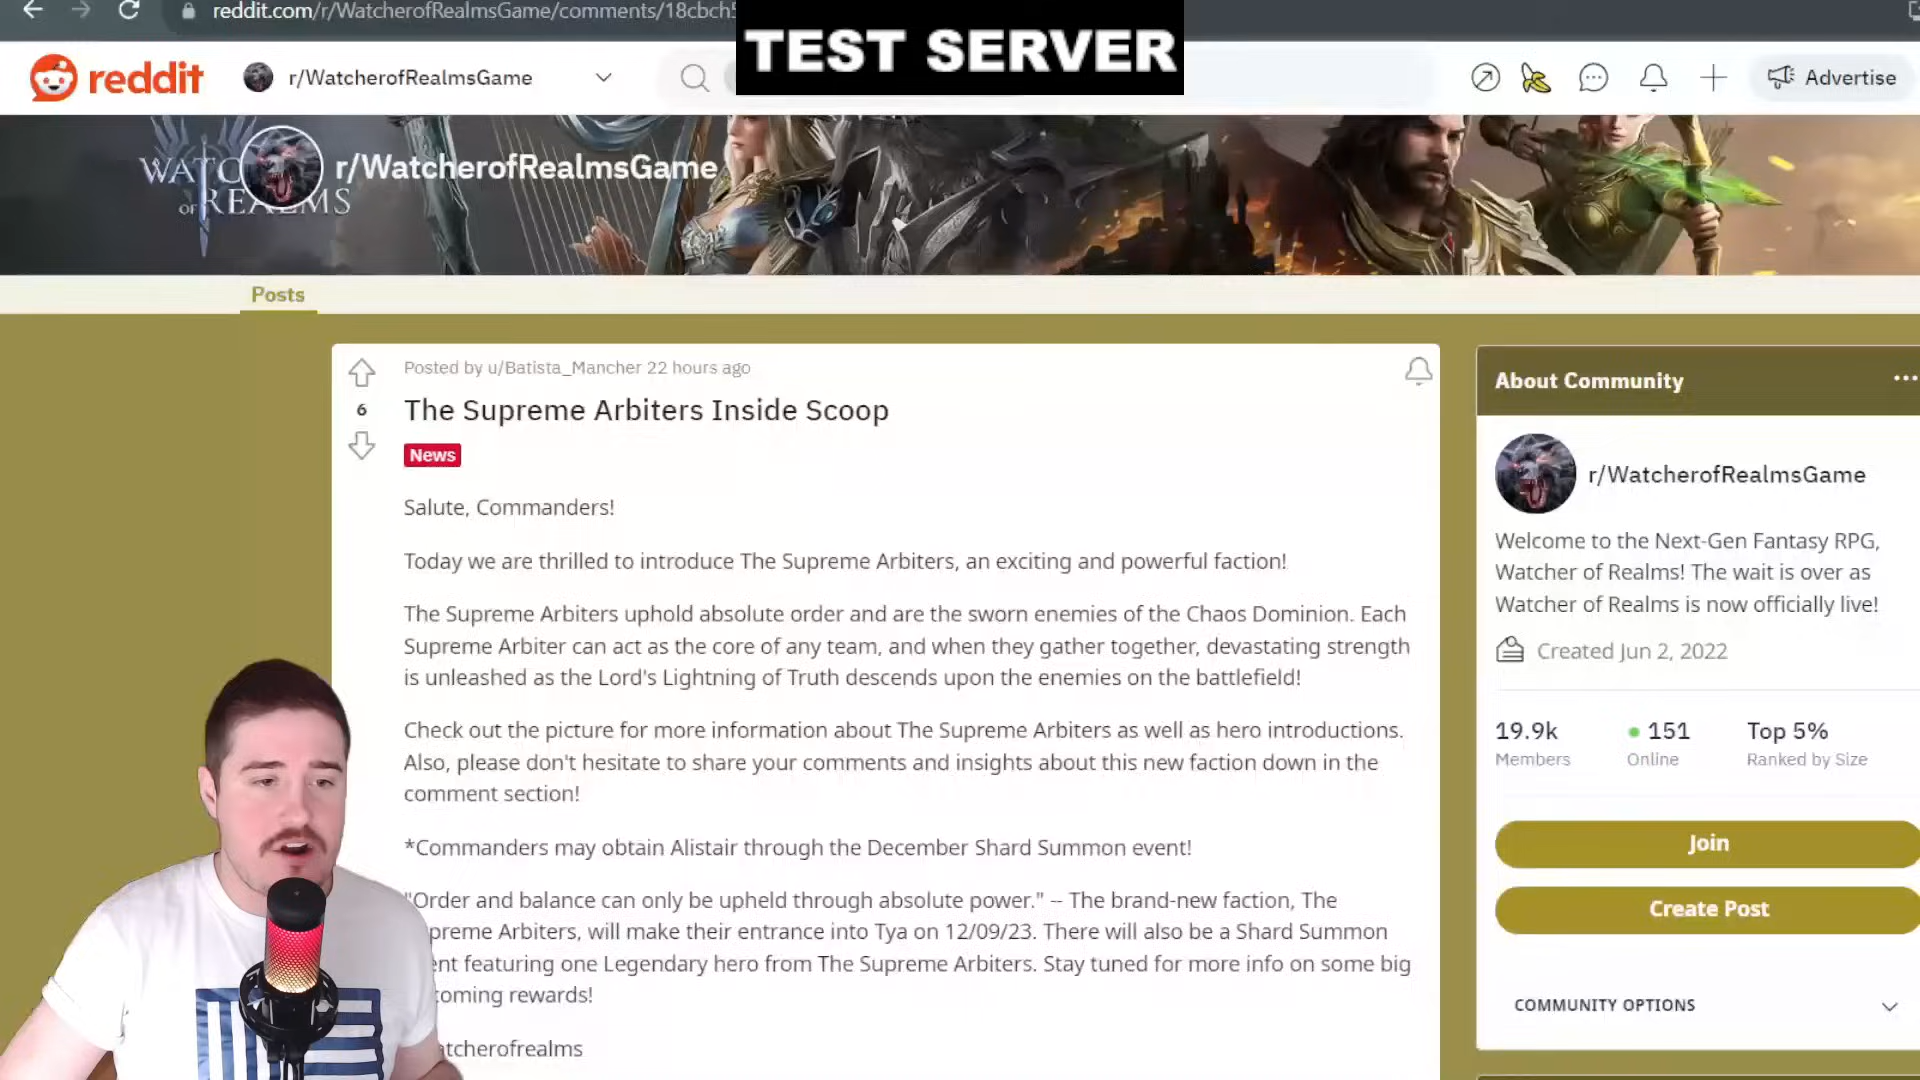 reddit.com/r/WatcherofRealmsGame/comments/18cbch5
TEST SERVER
reddit
r/WatcherofRealmsGame
Advertise
WATC
OF REALMS
r/WatcherofRealmsGame
Posts
Posted by u/Batista_Mancher 22 hours ago
6
The Supreme Arbiters Inside Scoop
News
Salute, Commanders!
Today we are thrilled to introduce The Supreme Arbiters, an exciting and powerful faction!
The Supreme Arbiters uphold absolute order and are the sworn enemies of the Chaos Dominion. Each
Supreme Arbiter can act as the core of any team, and when they gather together, devastating strength
is unleashed as the Lord's Lightning of Truth descends upon the enemies on the battlefield!
Check out the picture for more information about The Supreme Arbiters as well as hero introductions.
Also, please don't hesitate to share your comments and insights about this new faction down in the
comment section!
*Commanders may obtain Alistair through the December Shard Summon event!
"Order and balance can only be upheld through absolute power." -- The brand-new faction, The
preme Arbiters, will make their entrance into Tya on 12/09/23. There will also be a Shard Summon
ent featuring one Legendary hero from The Supreme Arbiters. Stay tuned for more info on some big
coming rewards!
atcherofrealms
About Community
r/WatcherofRealmsGame
Welcome to the Next-Gen Fantasy RPG,
Watcher of Realms! The wait is over as
Watcher of Realms is now officially live!
Created Jun 2, 2022
19.9k
Members
151
Online
Top 5%
Ranked by Size
Join
Create Post
COMMUNITY OPTIONS